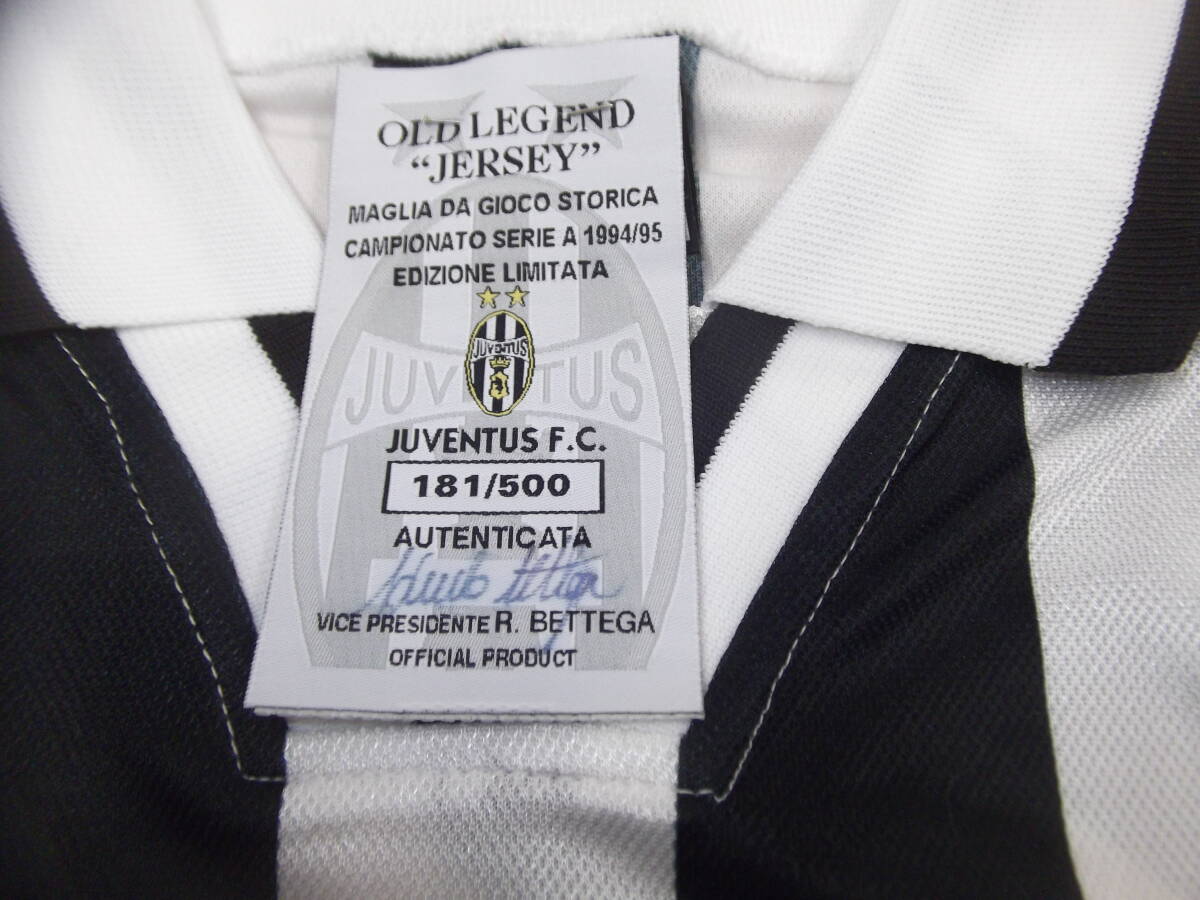 OLD LEGEND
“JERSEY”
MAGLIA DA GIOCO STORICA
CAMPIONATO SERIE A 1994/95
EDIZIONE LIMITATA
JUVENTUS
JUVENTUS
JUVENTUS F.C.
181/500
AUTENTICATA
VICE PRESIDENTE R. BETTEGA
OFFICIAL PRODUCT